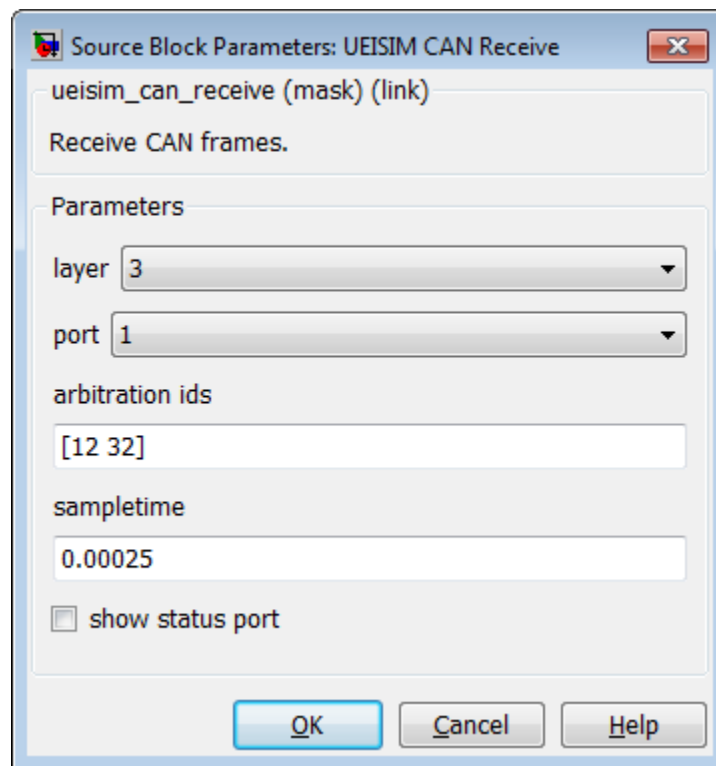 Source Block Parameters: UEISIM CAN Receive
ueisim_can_receive (mask) (link)
Receive CAN frames.
Parameters
layer 3
port 1
arbitration ids
[12 32]
sampletime
0.00025
show status port
OK Cancel Help